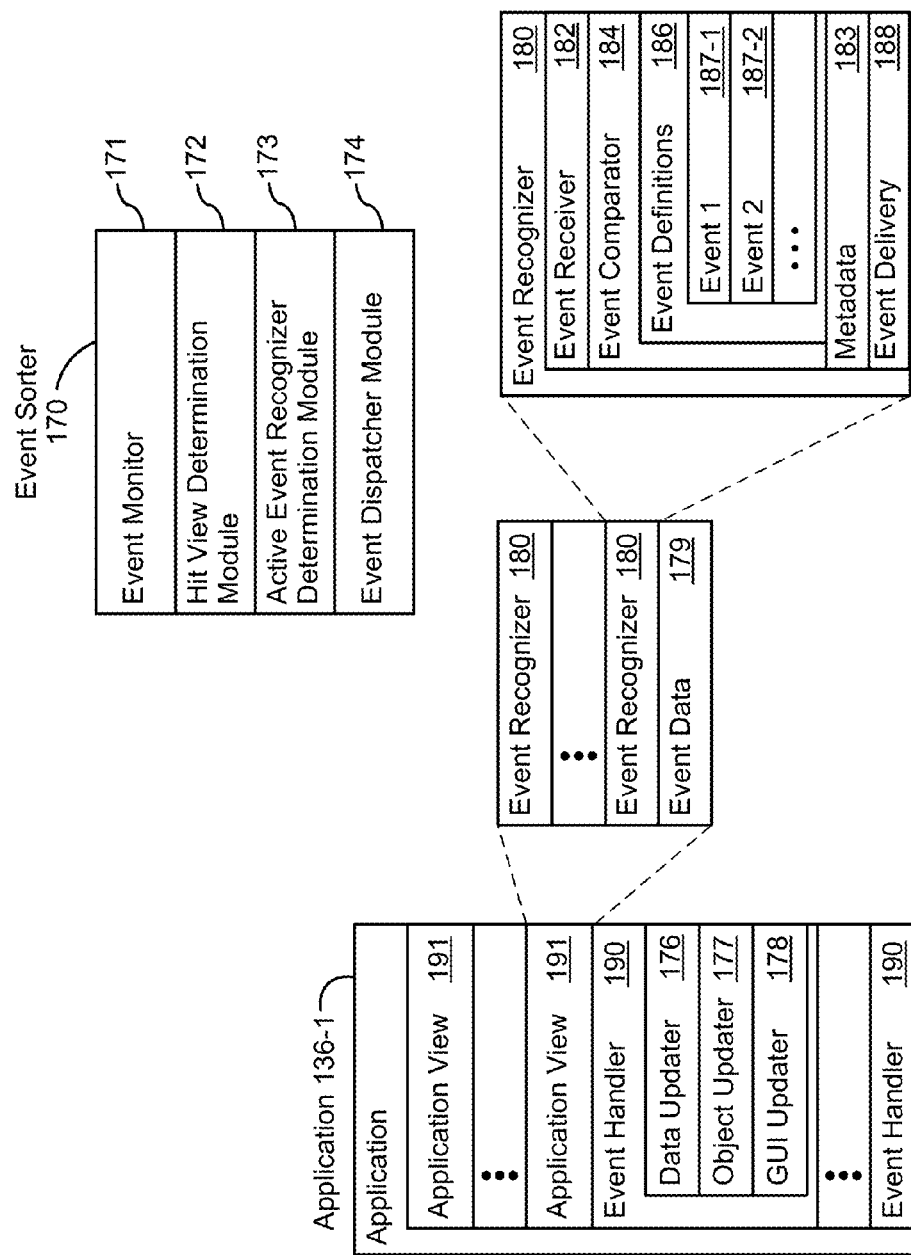 Event Sorter
170
Event Monitor
171
Hit View Determination
Module
172
Active Event Recognizer
Determination Module
173
Event Dispatcher Module
174
Application 136-1
Application
Application View 191
•••
Application View 191
Event Handler 190
Data Updater 176
Object Updater 177
GUI Updater 178
•••
Event Handler 190
Event Recognizer 180
•••
Event Recognizer 180
Event Data 179
Event Recognizer 180
Event Receiver 182
Event Comparator 184
Event Definitions 186
Event 1 187-1
Event 2 187-2
•••
Metadata 183
Event Delivery 188